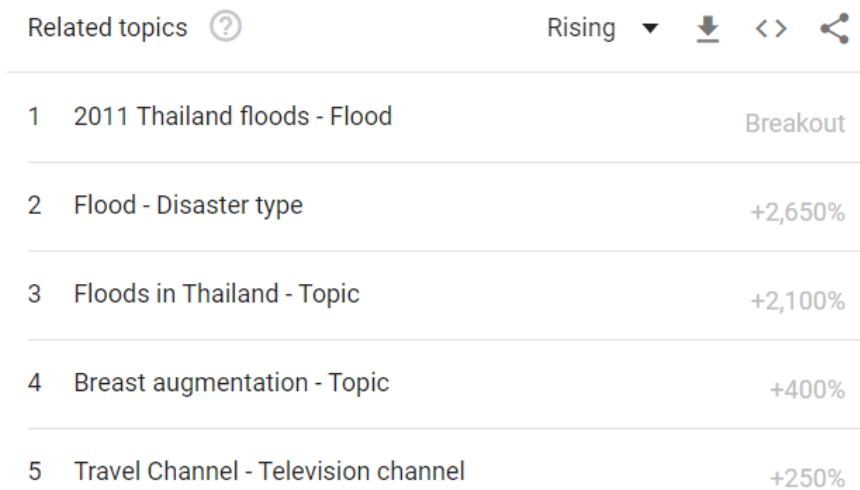 Related topics ? Rising
1 2011 Thailand floods - Flood Breakout
2 Flood - Disaster type +2,650%
3 Floods in Thailand - Topic +2,100%
4 Breast augmentation - Topic +400%
5 Travel Channel - Television channel +250%